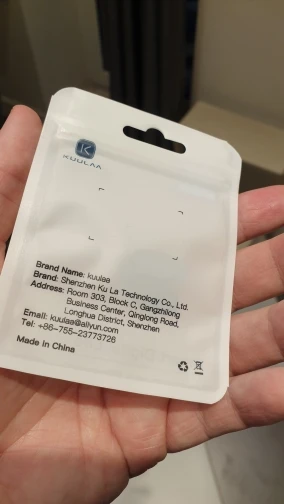 KUULAA
Brand Name: kuulaa
Brand: Shenzhen Ku La Technology Co., Ltd.
Address: Room 303, Block C, Gangzhilong
Business Center, Qinglong Road,
Longhua District, Shenzhen
Email: kuulaa@aliyun.com
Tel: +86-755-23773726
Made In China